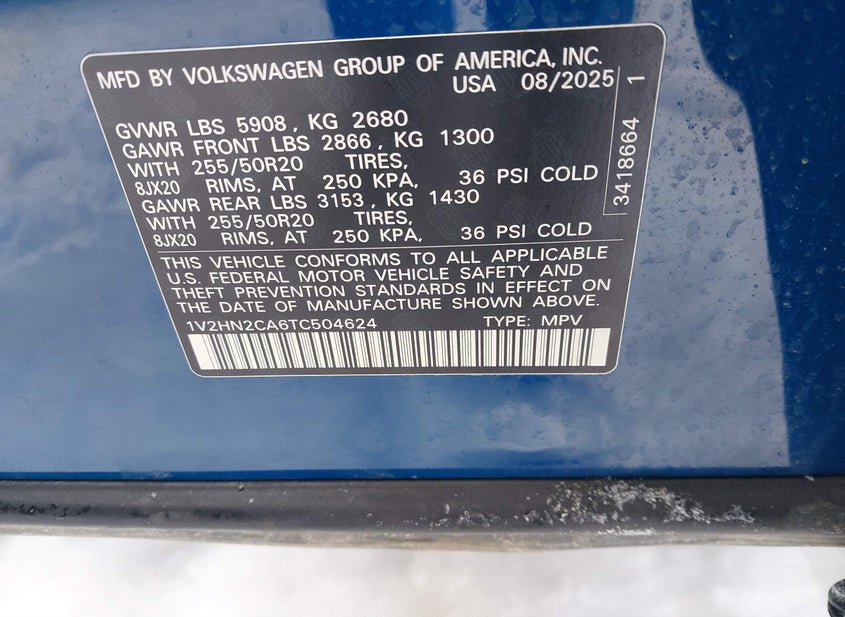 MFD BY VOLKSWAGEN GROUP OF AMERICA, INC.
USA 08/2025
GVWR LBS 5908, KG 2680
GAWR FRONT LBS 2866, KG 1300
WITH 255/50R20 TIRES,
8JX20 RIMS, AT 250 KPA, 36 PSI COLD
GAWR REAR LBS 3153, KG 1430
WITH 255/50R20 TIRES,
8JX20 RIMS, AT 250 KPA, 36 PSI COLD
THIS VEHICLE CONFORMS TO ALL APPLICABLE
U.S. FEDERAL MOTOR VEHICLE SAFETY AND
THEFT PREVENTION STANDARDS IN EFFECT ON
THE DATE OF MANUFACTURE SHOWN ABOVE.
1V2HN2CA6TC504624 TYPE: MPV
3418664 1